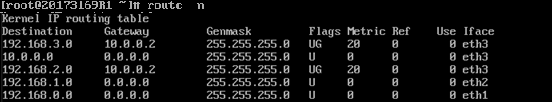 [root@20173169R1 ~]# route -n
Kernel IP routing table
Destination Gateway Genmask Flags Metric Ref Use Iface
192.168.3.0 10.0.0.2 255.255.255.0 UG 20 0 0 eth3
10.0.0.0 0.0.0.0 255.255.255.0 U 0 0 0 eth3
192.168.2.0 10.0.0.2 255.255.255.0 UG 20 0 0 eth3
192.168.1.0 0.0.0.0 255.255.255.0 U 0 0 0 eth2
192.168.0.0 0.0.0.0 255.255.255.0 U 0 0 0 eth1